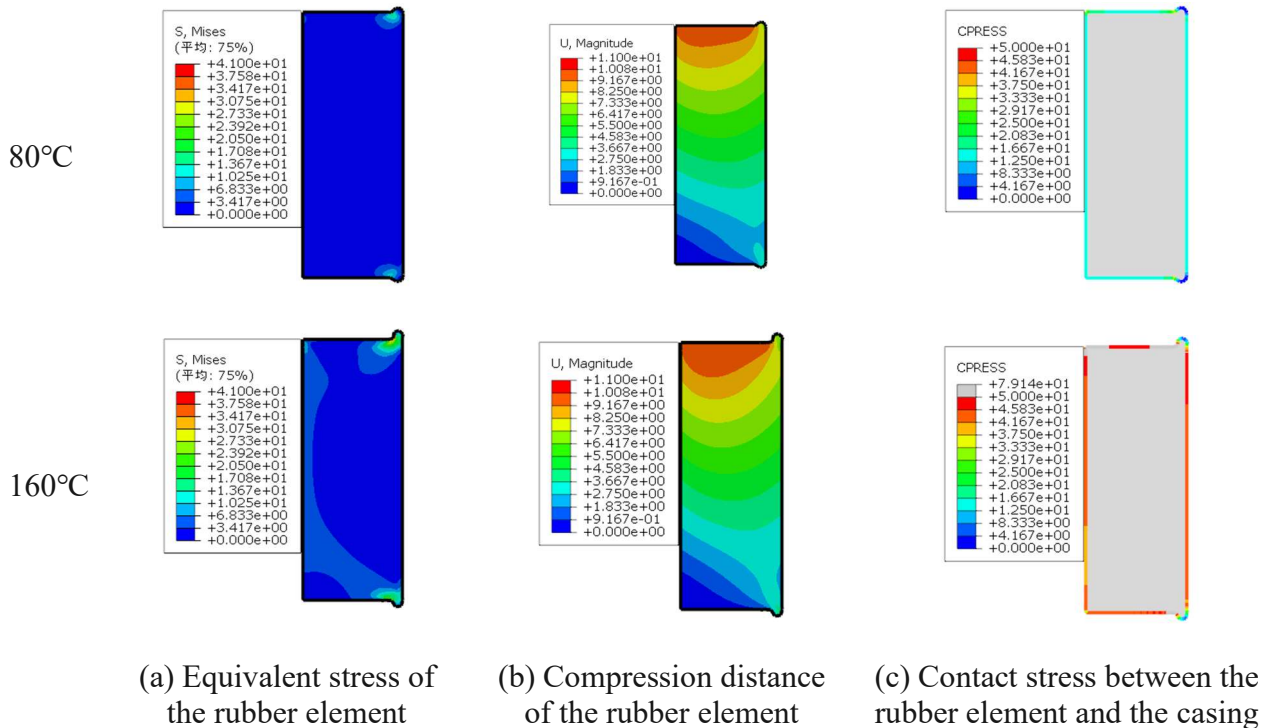 80℃
S, Mises
(平均: 75%)
+4.100e+01
+3.758e+01
+3.417e+01
+3.075e+01
+2.733e+01
+2.392e+01
+2.050e+01
+1.708e+01
+1.367e+01
+1.025e+01
+6.833e+00
+3.417e+00
+0.000e+00
U, Magnitude
+1.100e+01
+1.008e+01
+9.167e+00
+8.250e+00
+7.333e+00
+6.417e+00
+5.500e+00
+4.583e+00
+3.667e+00
+2.750e+00
+1.833e+00
+9.167e-01
+0.000e+00
CPRESS
+5.000e+01
+4.583e+01
+4.167e+01
+3.750e+01
+3.333e+01
+2.917e+01
+2.500e+01
+2.083e+01
+1.667e+01
+1.250e+01
+8.333e+00
+4.167e+00
+0.000e+00
160℃
S, Mises
(平均: 75%)
+4.100e+01
+3.758e+01
+3.417e+01
+3.075e+01
+2.733e+01
+2.392e+01
+2.050e+01
+1.708e+01
+1.367e+01
+1.025e+01
+6.833e+00
+3.417e+00
+0.000e+00
U, Magnitude
+1.100e+01
+1.008e+01
+9.167e+00
+8.250e+00
+7.333e+00
+6.417e+00
+5.500e+00
+4.583e+00
+3.667e+00
+2.750e+00
+1.833e+00
+9.167e-01
+0.000e+00
CPRESS
+7.914e+01
+5.000e+01
+4.583e+01
+4.167e+01
+3.750e+01
+3.333e+01
+2.917e+01
+2.500e+01
+2.083e+01
+1.667e+01
+1.250e+01
+8.333e+00
+4.167e+00
+0.000e+00
(a) Equivalent stress of
the rubber element
(b) Compression distance
of the rubber element
(c) Contact stress between the
rubber element and the casing